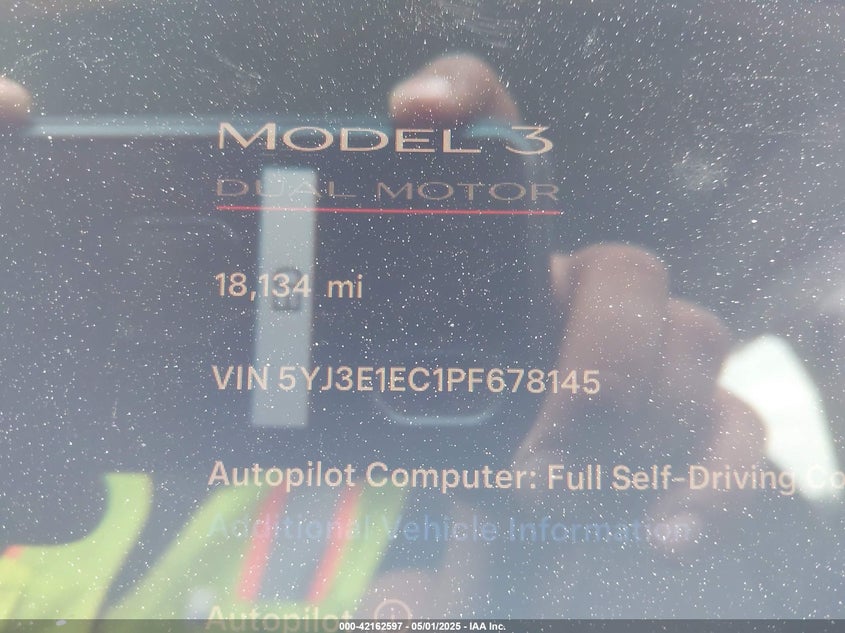 MODEL 3
DUAL MOTOR
18,134 mi
VIN 5YJ3E1EC1PF678145
Autopilot Computer: Full Self-Driving Co
Additional Vehicle Information
Autopilot
000-42162597 - 05/01/2025 - IAA Inc.